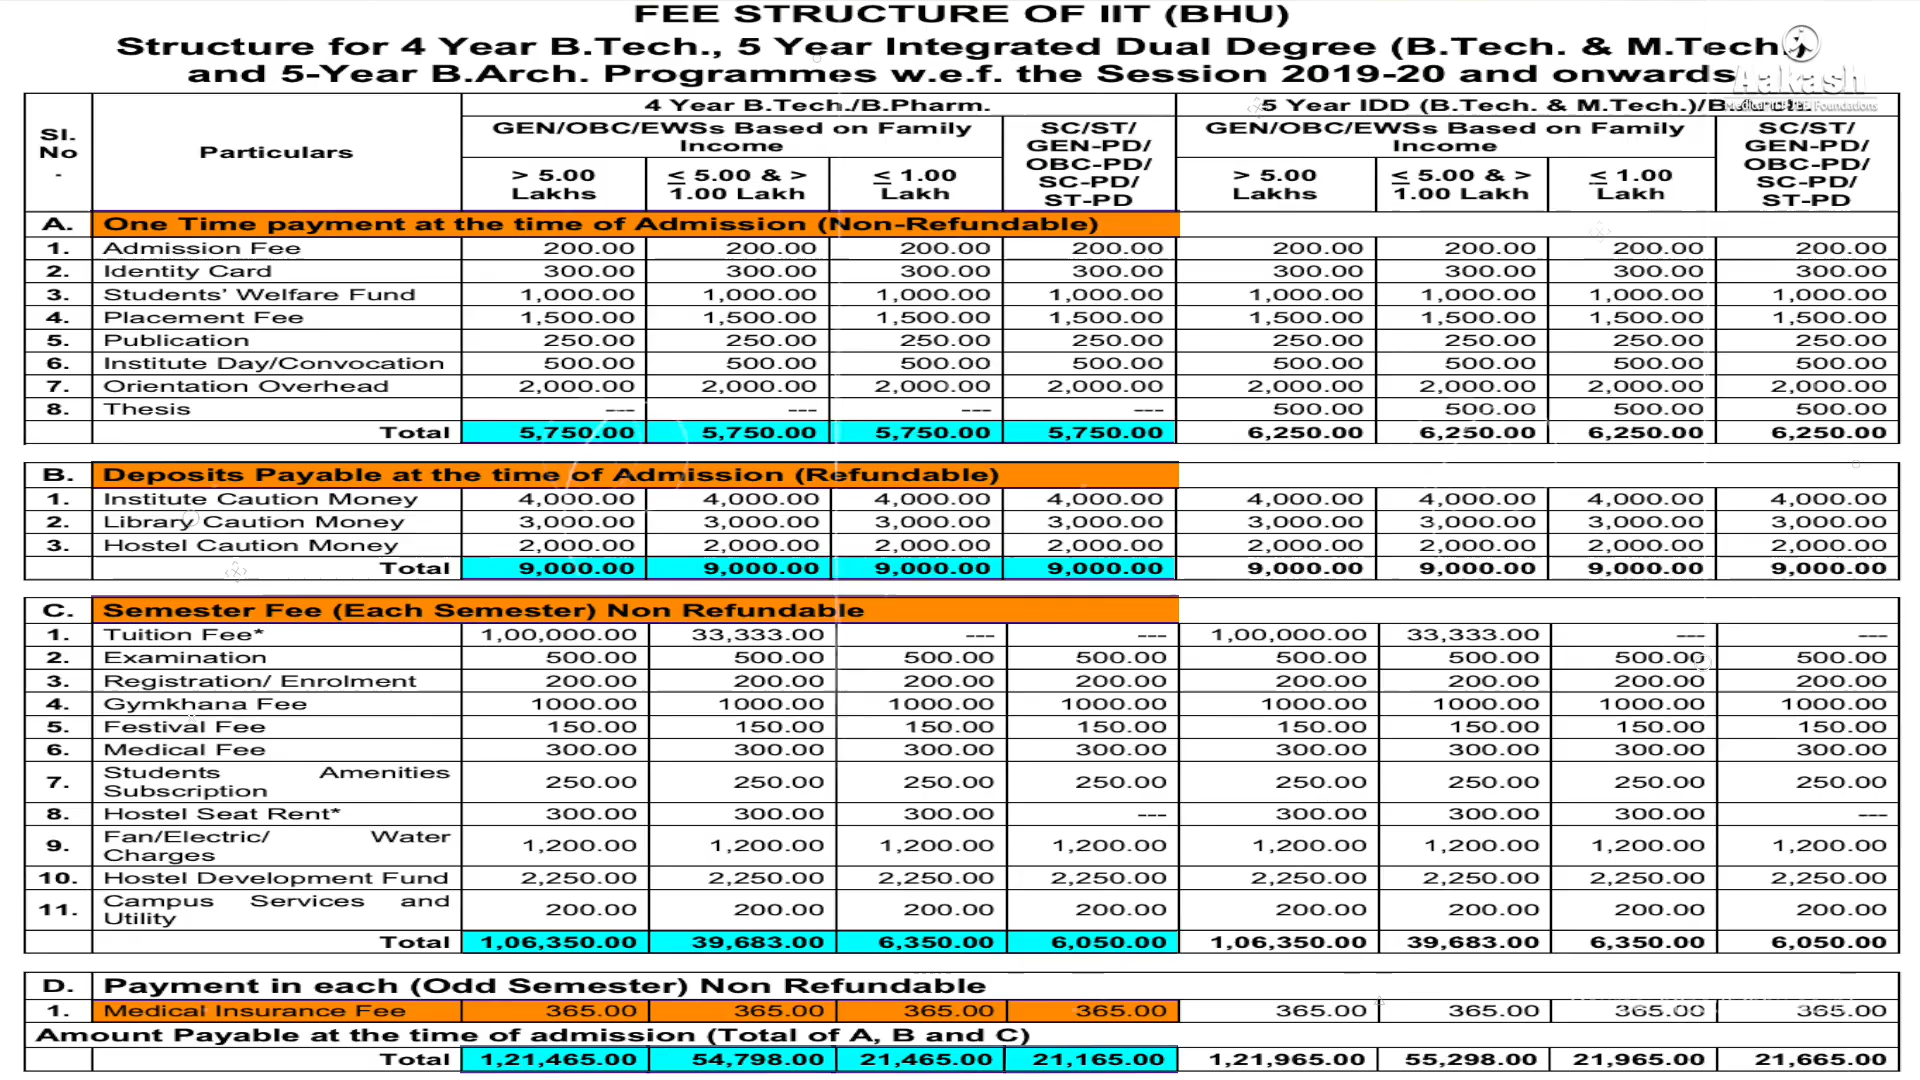 FEE STRUCTURE OF IIT (BHU)
Structure for 4 Year B.Tech., 5 Year Integrated Dual Degree (B.Tech. & M.Tech.)
and 5-Year B.Arch. Programmes w.e.f. the Session 2019-20 and onwards
Aakash
Foundations
Sl. No . Particulars 4 Year B.Tech./B.Pharm. 5 Year IDD (B.Tech. & M.Tech.)/
GEN/OBC/EWSs Based on Family Income SC/ST/ GEN-PD/ OBC-PD/ SC-PD/ ST-PD GEN/OBC/EWSs Based on Family Income SC/ST/ GEN-PD/ OBC-PD/ SC-PD/ ST-PD
> 5.00 Lakhs ≤ 5.00 & > 1.00 Lakh ≤ 1.00 Lakh > 5.00 Lakhs ≤ 5.00 & > 1.00 Lakh ≤ 1.00 Lakh
A. One Time payment at the time of Admission (Non-Refundable)
1. Admission Fee 200.00 200.00 200.00 200.00 200.00 200.00 200.00 200.00
2. Identity Card 300.00 300.00 300.00 300.00 300.00 300.00 300.00 300.00
3. Students' Welfare Fund 1,000.00 1,000.00 1,000.00 1,000.00 1,000.00 1,000.00 1,000.00 1,000.00
4. Placement Fee 1,500.00 1,500.00 1,500.00 1,500.00 1,500.00 1,500.00 1,500.00 1,500.00
5. Publication 250.00 250.00 250.00 250.00 250.00 250.00 250.00 250.00
6. Institute Day/Convocation 500.00 500.00 500.00 500.00 500.00 500.00 500.00 500.00
7. Orientation Overhead 2,000.00 2,000.00 2,000.00 2,000.00 2,000.00 2,000.00 2,000.00 2,000.00
8. Thesis --- --- --- --- 500.00 500.00 500.00 500.00
Total 5,750.00 5,750.00 5,750.00 5,750.00 6,250.00 6,250.00 6,250.00 6,250.00
B. Deposits Payable at the time of Admission (Refundable)
1. Institute Caution Money 4,000.00 4,000.00 4,000.00 4,000.00 4,000.00 4,000.00 4,000.00 4,000.00
2. Library Caution Money 3,000.00 3,000.00 3,000.00 3,000.00 3,000.00 3,000.00 3,000.00 3,000.00
3. Hostel Caution Money 2,000.00 2,000.00 2,000.00 2,000.00 2,000.00 2,000.00 2,000.00 2,000.00
Total 9,000.00 9,000.00 9,000.00 9,000.00 9,000.00 9,000.00 9,000.00 9,000.00
C. Semester Fee (Each Semester) Non Refundable
1. Tuition Fee* 1,00,000.00 33,333.00 --- --- 1,00,000.00 33,333.00 --- ---
2. Examination 500.00 500.00 500.00 500.00 500.00 500.00 500.00 500.00
3. Registration/ Enrolment 200.00 200.00 200.00 200.00 200.00 200.00 200.00 200.00
4. Gymkhana Fee 1000.00 1000.00 1000.00 1000.00 1000.00 1000.00 1000.00 1000.00
5. Festival Fee 150.00 150.00 150.00 150.00 150.00 150.00 150.00 150.00
6. Medical Fee 300.00 300.00 300.00 300.00 300.00 300.00 300.00 300.00
7. Students Amenities Subscription 250.00 250.00 250.00 250.00 250.00 250.00 250.00 250.00
8. Hostel Seat Rent* 300.00 300.00 300.00 --- 300.00 300.00 300.00 ---
9. Fan/Electric/ Water Charges 1,200.00 1,200.00 1,200.00 1,200.00 1,200.00 1,200.00 1,200.00 1,200.00
10. Hostel Development Fund 2,250.00 2,250.00 2,250.00 2,250.00 2,250.00 2,250.00 2,250.00 2,250.00
11. Campus Services and Utility 200.00 200.00 200.00 200.00 200.00 200.00 200.00 200.00
Total 1,06,350.00 39,683.00 6,350.00 6,050.00 1,06,350.00 39,683.00 6,350.00 6,050.00
D. Payment in each (Odd Semester) Non Refundable
1. Medical Insurance Fee 365.00 365.00 365.00 365.00 365.00 365.00 365.00 365.00
Amount Payable at the time of admission (Total of A, B and C)
Total 1,21,465.00 54,798.00 21,465.00 21,165.00 1,21,965.00 55,298.00 21,965.00 21,665.00